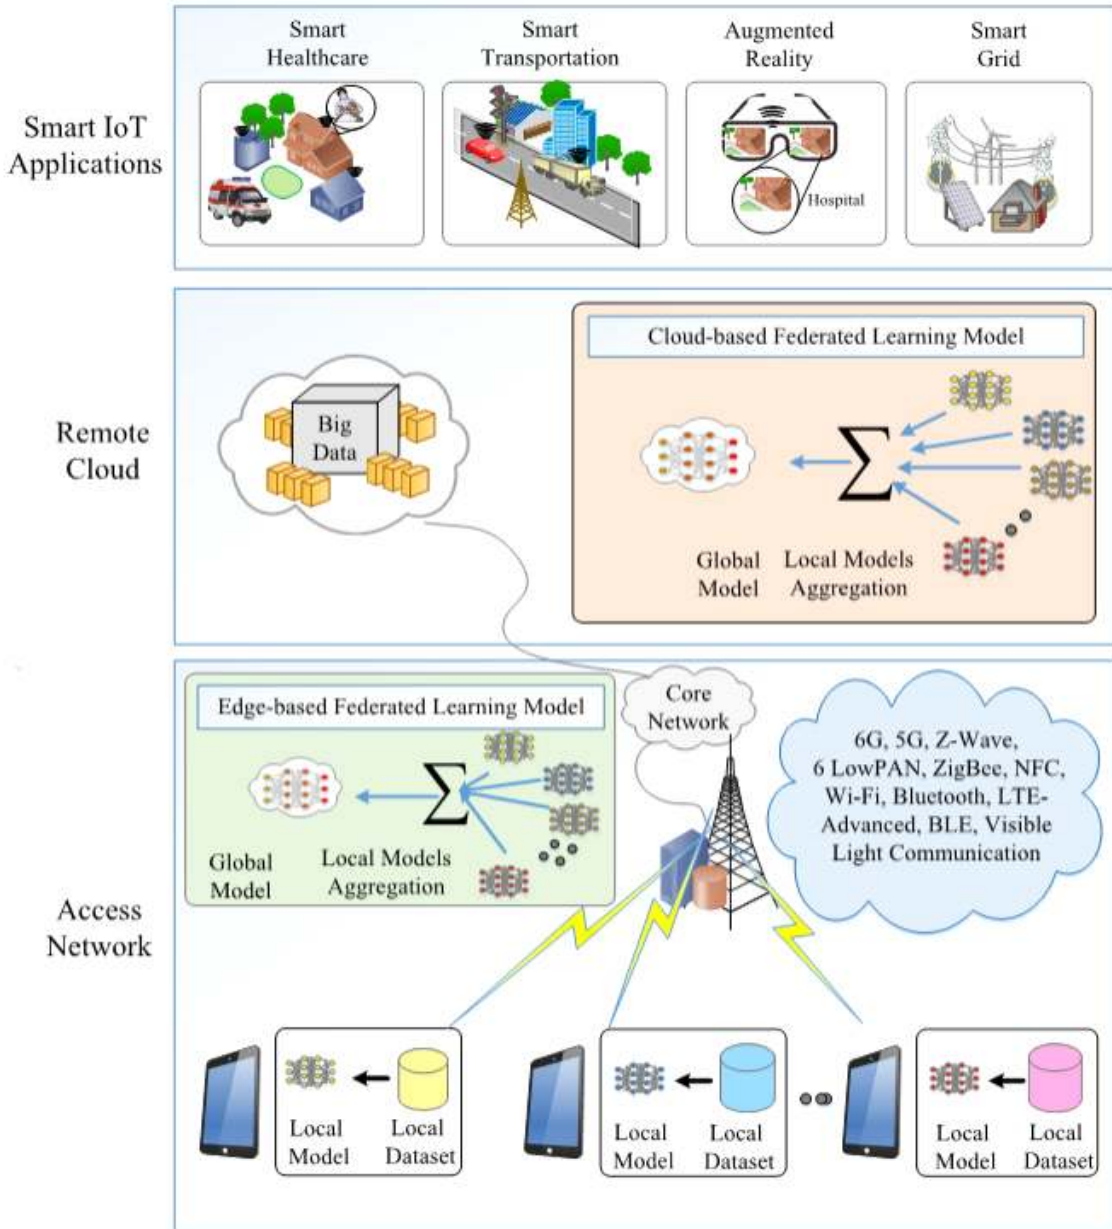 Smart
Healthcare
Smart
Transportation
Augmented
Reality
Smart
Grid
Smart IoT
Applications
Hospital
Remote
Cloud
Big
Data
Cloud-based Federated Learning Model
Global
Model
Local Models
Aggregation
Access
Network
Edge-based Federated Learning Model
Global
Model
Local Models
Aggregation
Core
Network
6G, 5G, Z-Wave,
6 LowPAN, ZigBee, NFC,
Wi-Fi, Bluetooth, LTE-
Advanced, BLE, Visible
Light Communication
Local
Model
Local
Dataset
Local
Model
Local
Dataset
Local
Model
Local
Dataset